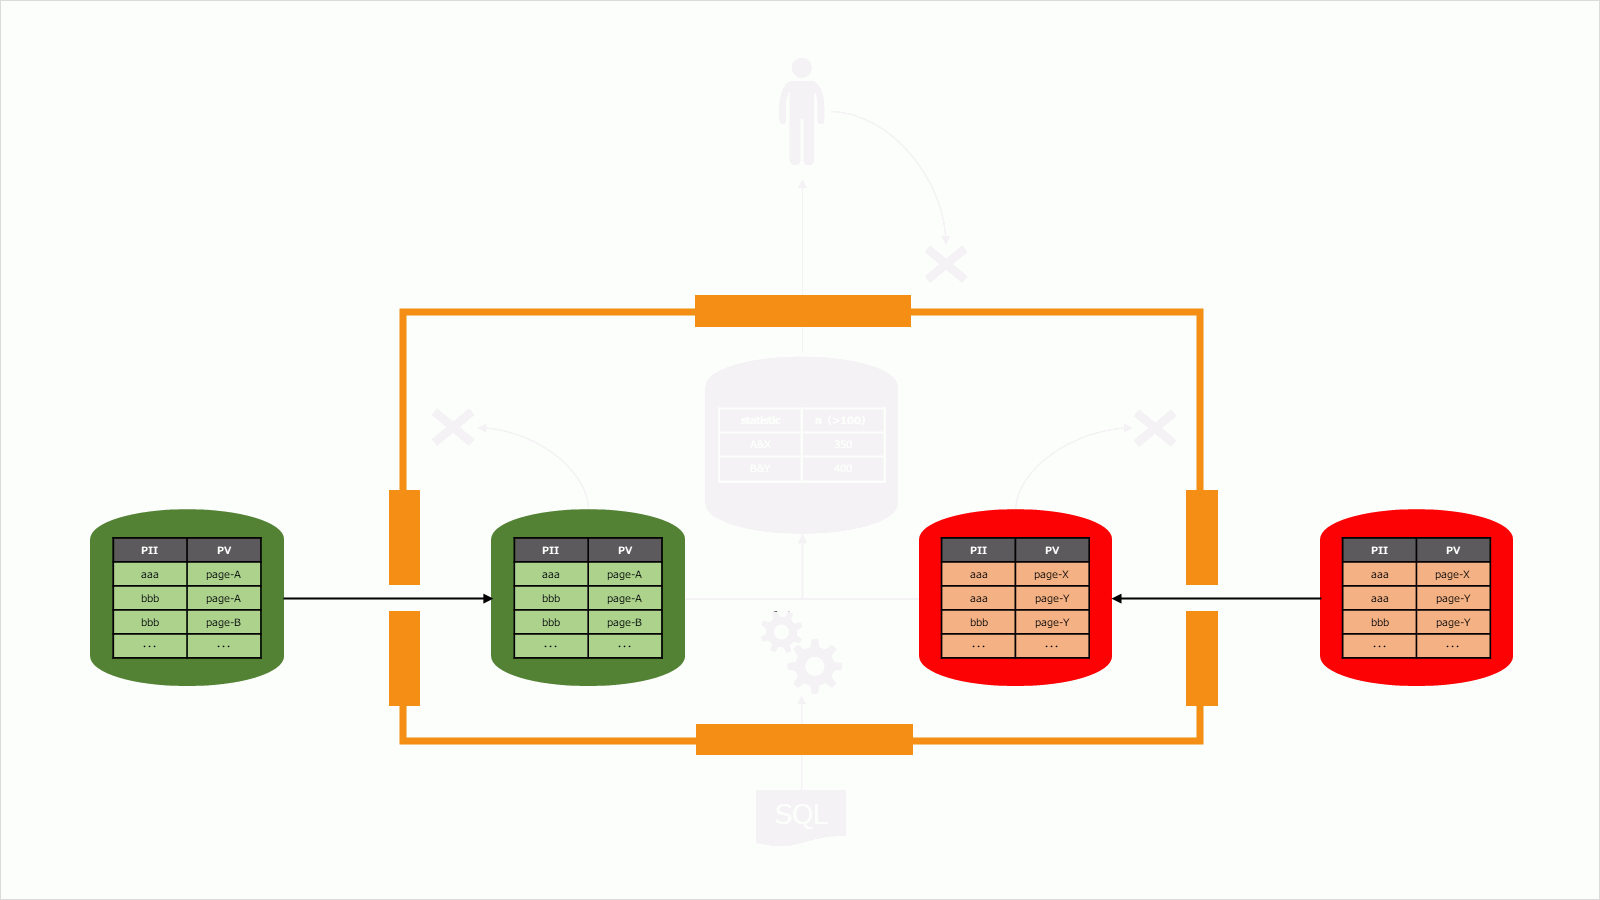 statistic n (>100)
A&X 350
B&Y 400
PII PV
aaa page-A
bbb page-A
bbb page-B
... ...
PII PV
aaa page-A
bbb page-A
bbb page-B
... ...
PII PV
aaa page-X
aaa page-Y
bbb page-Y
... ...
PII PV
aaa page-X
aaa page-Y
bbb page-Y
... ...
SQL